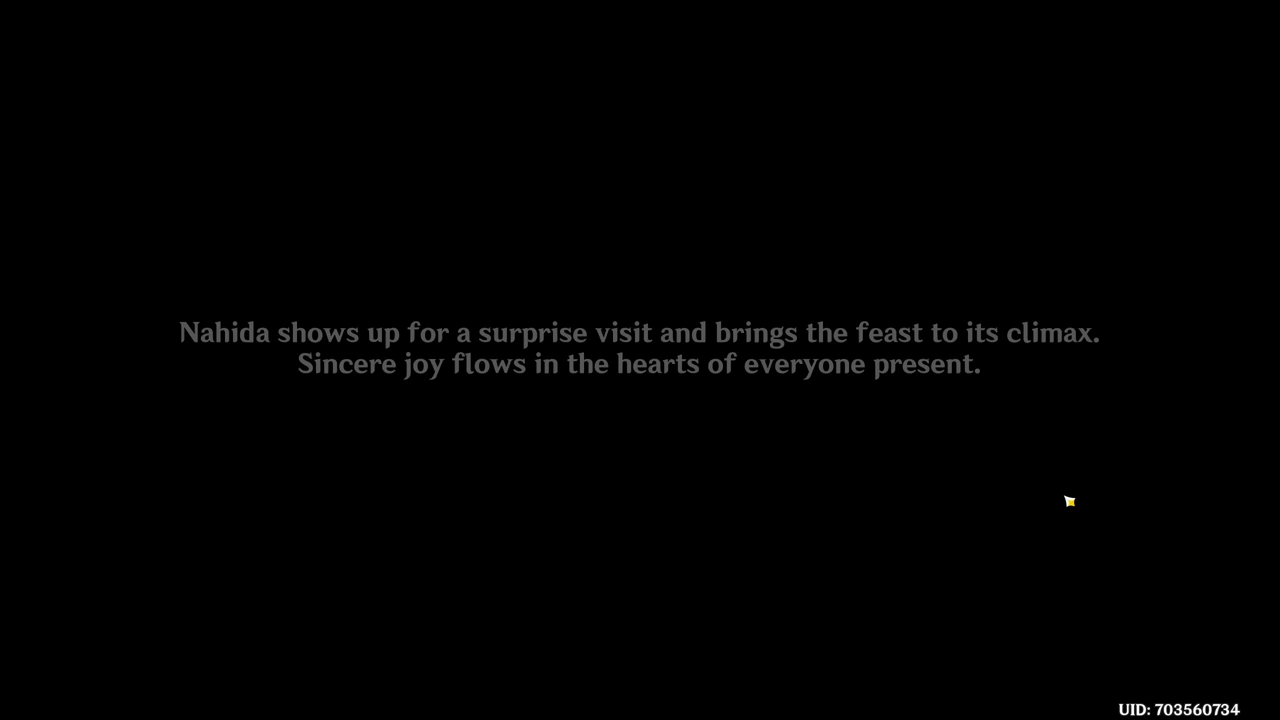 Nahida shows up for a surprise visit and brings the feast to its climax.
Sincere joy flows in the hearts of everyone present.
UID: 703560734